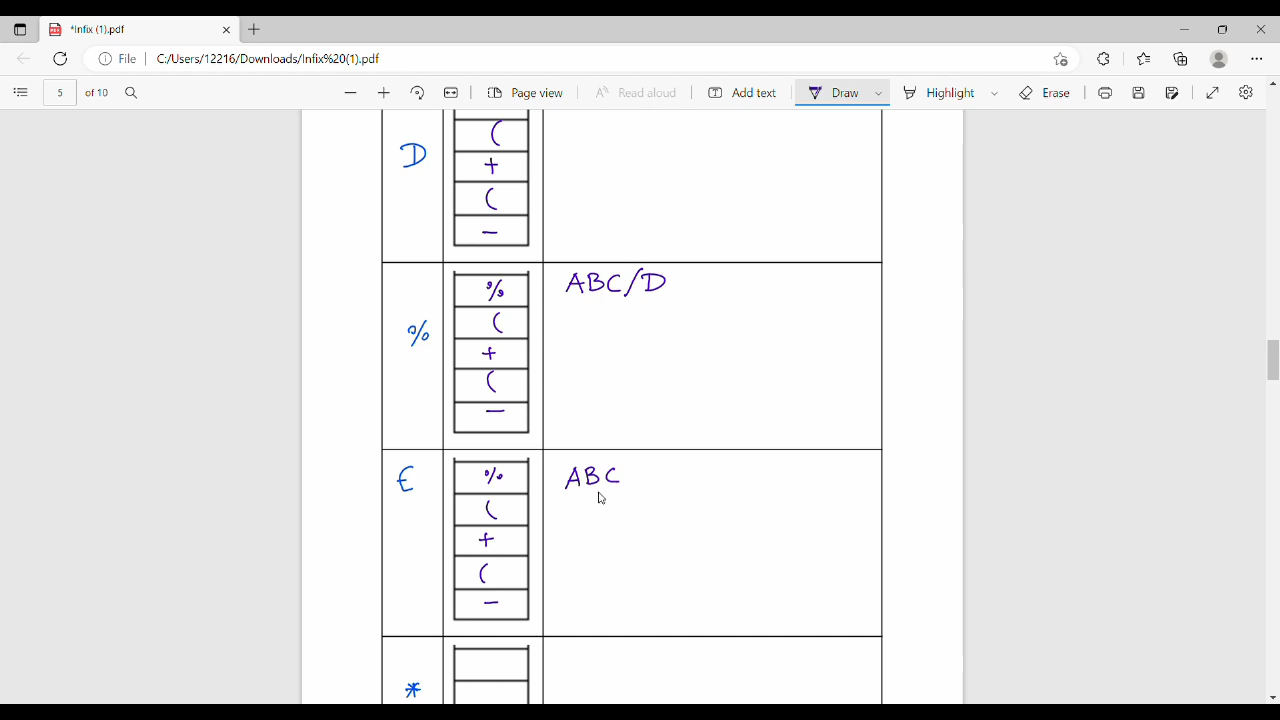 *Infix (1).pdf
File
C:/Users/12216/Downloads/Infix%20(1).pdf
5 of 10
Page view
Read aloud
Add text
Draw
Highlight
Erase
D
(
+
(
-
%
%
(
+
(
-
ABC/D
E
%
(
+
(
-
ABC
*